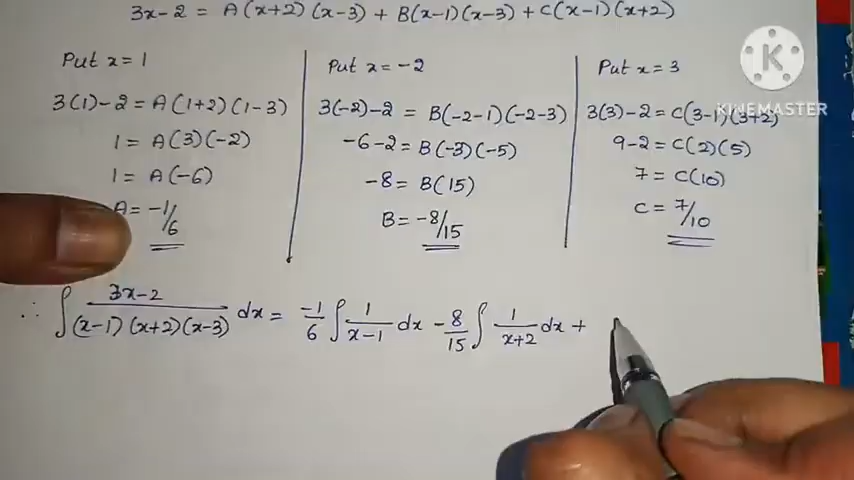 3x-2 = A(x+2)(x-3) + B(x-1)(x-3) + C(x-1)(x+2)
Put x = 1
3(1)-2 = A(1+2)(1-3)
1 = A(3)(-2)
1 = A(-6)
A = -1/6
Put x = -2
3(-2)-2 = B(-2-1)(-2-3)
-6-2 = B(-3)(-5)
-8 = B(15)
B = -8/15
Put x = 3
3(3)-2 = C(3-1)(3+2)
9-2 = C(2)(5)
7 = C(10)
C = 7/10
∴ ∫ 3x-2/(x-1)(x+2)(x-3) dx = -1/6 ∫ 1/x-1 dx - 8/15 ∫ 1/x+2 dx +
KINEMASTER